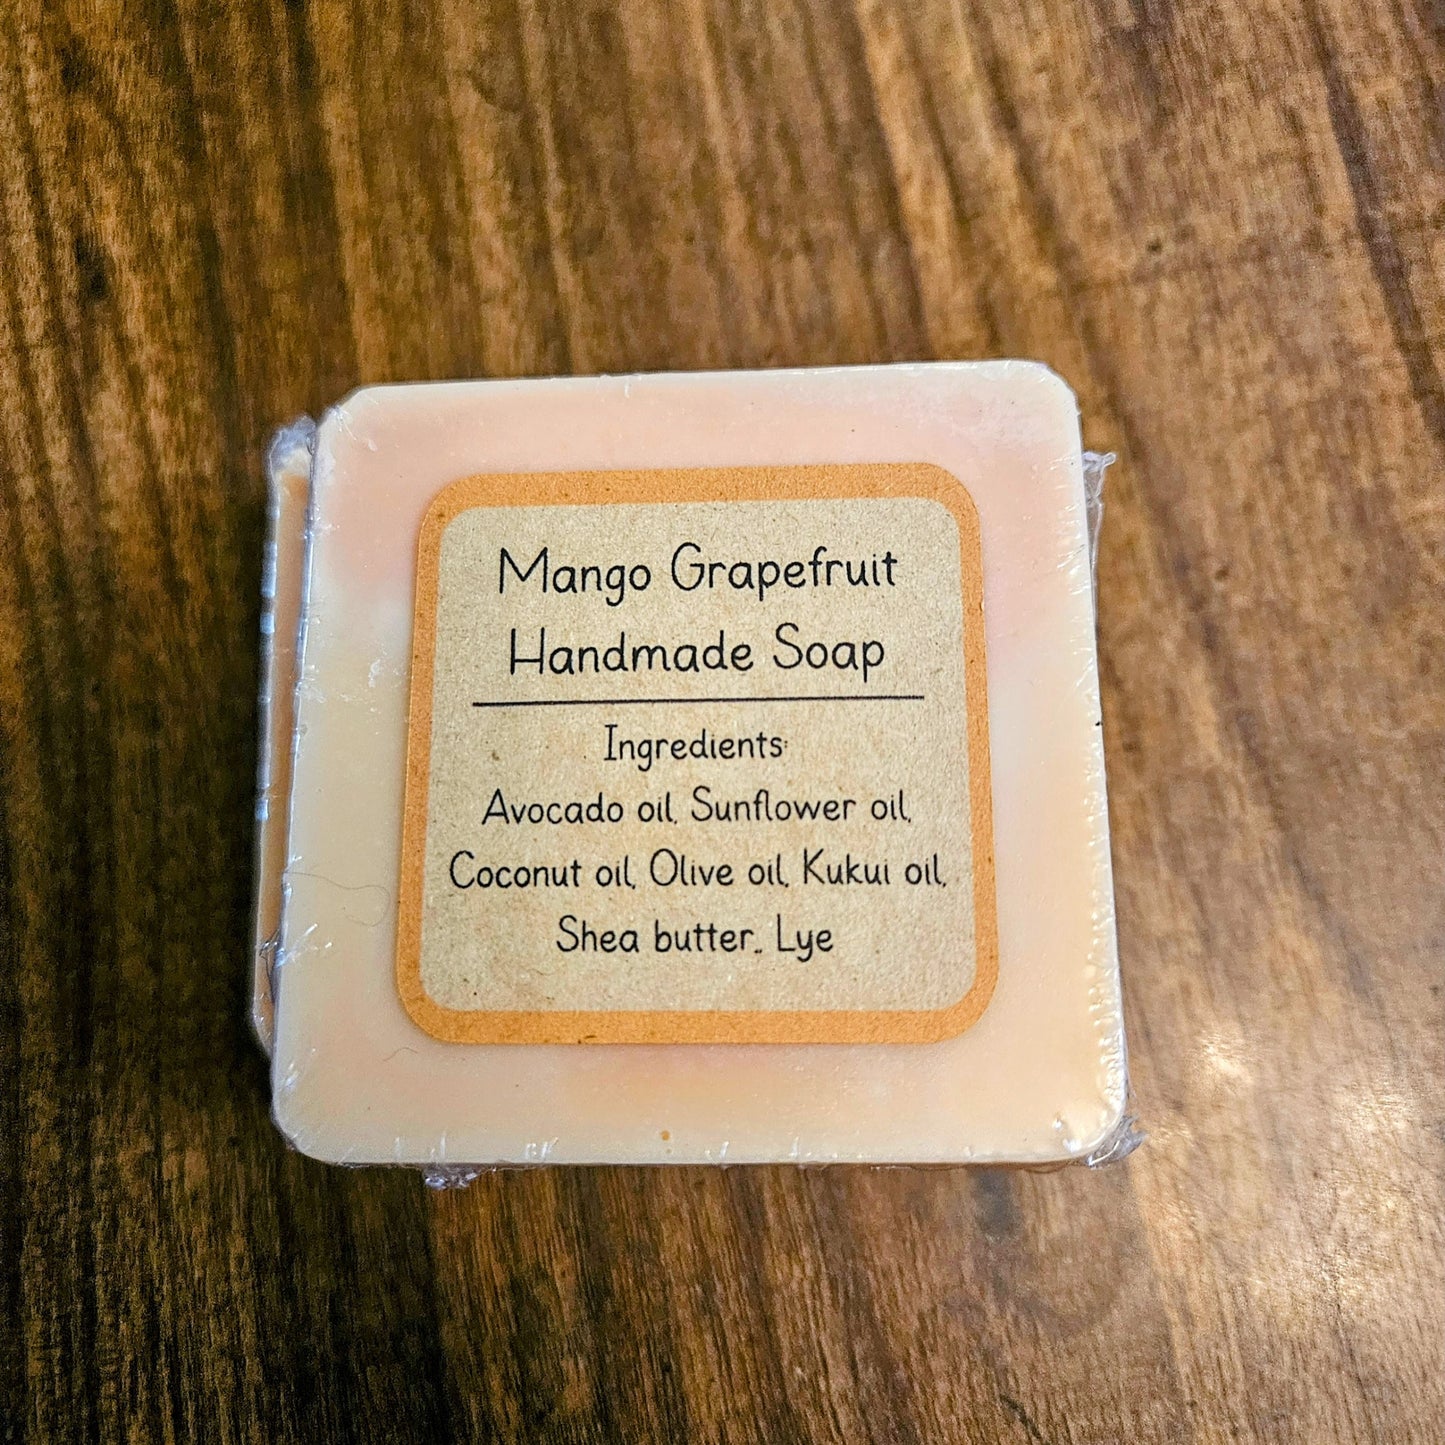 Mango Grapefruit
Handmade Soap
Ingredients:
Avocado oil, Sunflower oil,
Coconut oil, Olive oil, Kukui oil,
Shea butter,, Lye